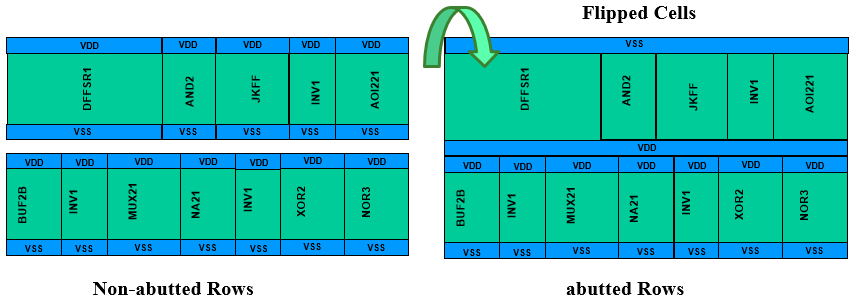 Flipped Cells
VDD VDD VDD VDD VDD
DFFSR1 AND2 JKFF INV1 AOI221
VSS VSS VSS VSS VSS
VDD VDD VDD VDD VDD VDD VDD
BUF2B INV1 MUX21 NA21 INV1 XOR2 NOR3
VSS VSS VSS VSS VSS VSS VSS
Non-abutted Rows
VSS
DFFSR1 AND2 JKFF INV1 AOI221
VDD
VDD VDD VDD VDD VDD VDD VDD
BUF2B INV1 MUX21 NA21 INV1 XOR2 NOR3
VSS VSS VSS VSS VSS VSS VSS
abutted Rows